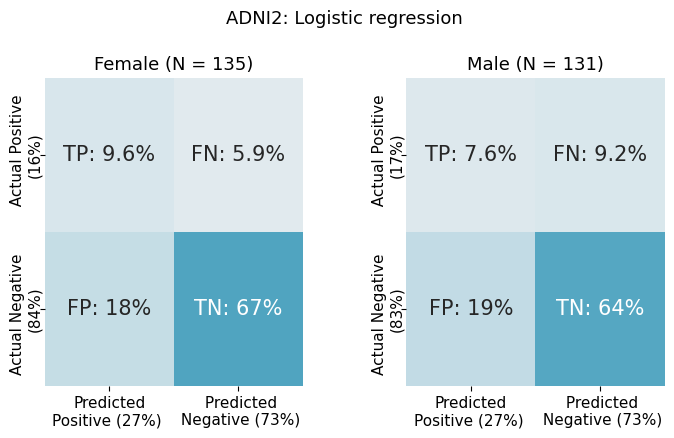 ADNI2: Logistic regression
Female (N = 135)
Actual Positive
(16%)
TP: 9.6%
FN: 5.9%
Actual Negative
(84%)
FP: 18%
TN: 67%
Predicted
Positive (27%)
Predicted
Negative (73%)
Male (N = 131)
Actual Positive
(17%)
TP: 7.6%
FN: 9.2%
Actual Negative
(83%)
FP: 19%
TN: 64%
Predicted
Positive (27%)
Predicted
Negative (73%)